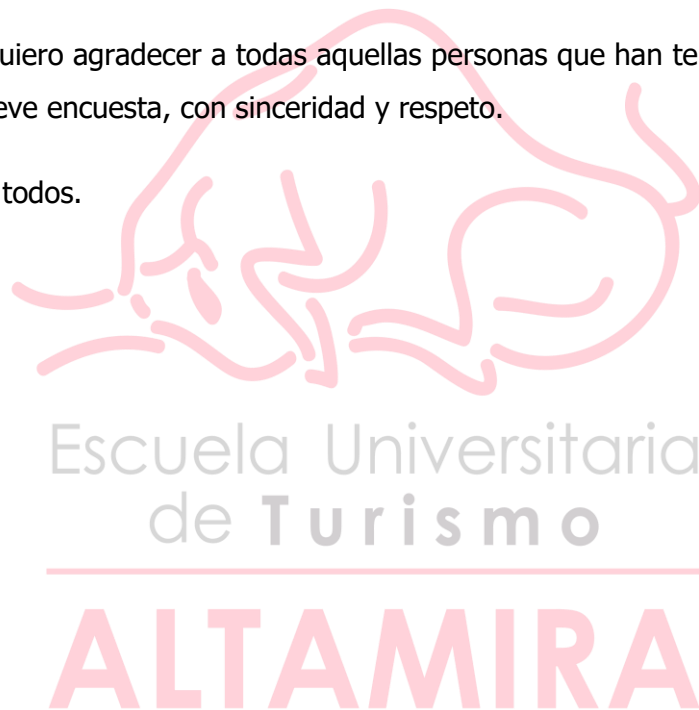 uiero agradecer a todas aquellas personas que han te
eve encuesta, con sinceridad y respeto.
todos.
Escuela Universitaria
de Turismo
ALTAMIRA